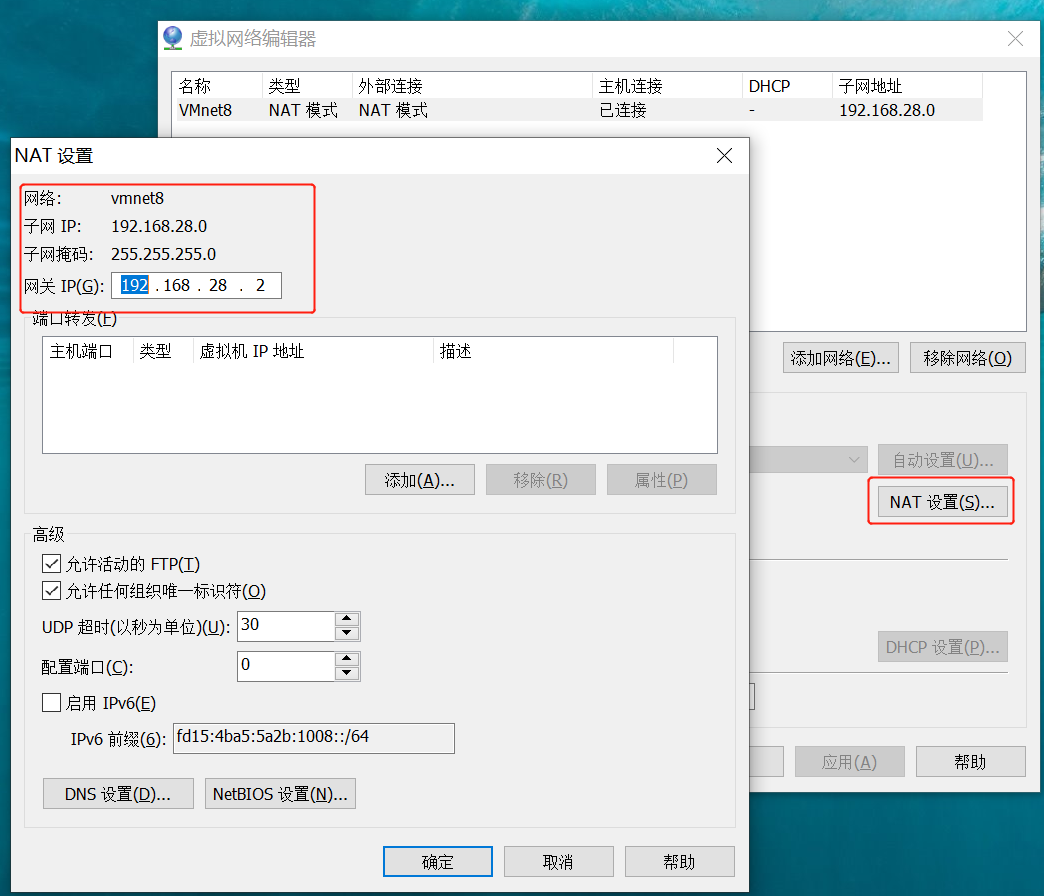 虚拟网络编辑器
名称 类型 外部连接 主机连接 DHCP 子网地址
VMnet8 NAT 模式 NAT 模式 已连接 - 192.168.28.0
NAT 设置
网络: vmnet8
子网 IP: 192.168.28.0
子网掩码: 255.255.255.0
网关 IP(G): 192 . 168 . 28 . 2
端口转发(F)
主机端口 类型 虚拟机 IP 地址 描述
添加网络(E)... 移除网络(O)
自动设置(U)...
添加(A)... 移除(R) 属性(P)
NAT 设置(S)...
高级
允许活动的 FTP(T)
允许任何组织唯一标识符(O)
UDP 超时(以秒为单位)(U): 30
DHCP 设置(P)...
配置端口(C): 0
启用 IPv6(E)
IPv6 前缀(6): fd15:4ba5:5a2b:1008::/64
应用(A) 帮助
DNS 设置(D)... NetBIOS 设置(N)...
确定 取消 帮助